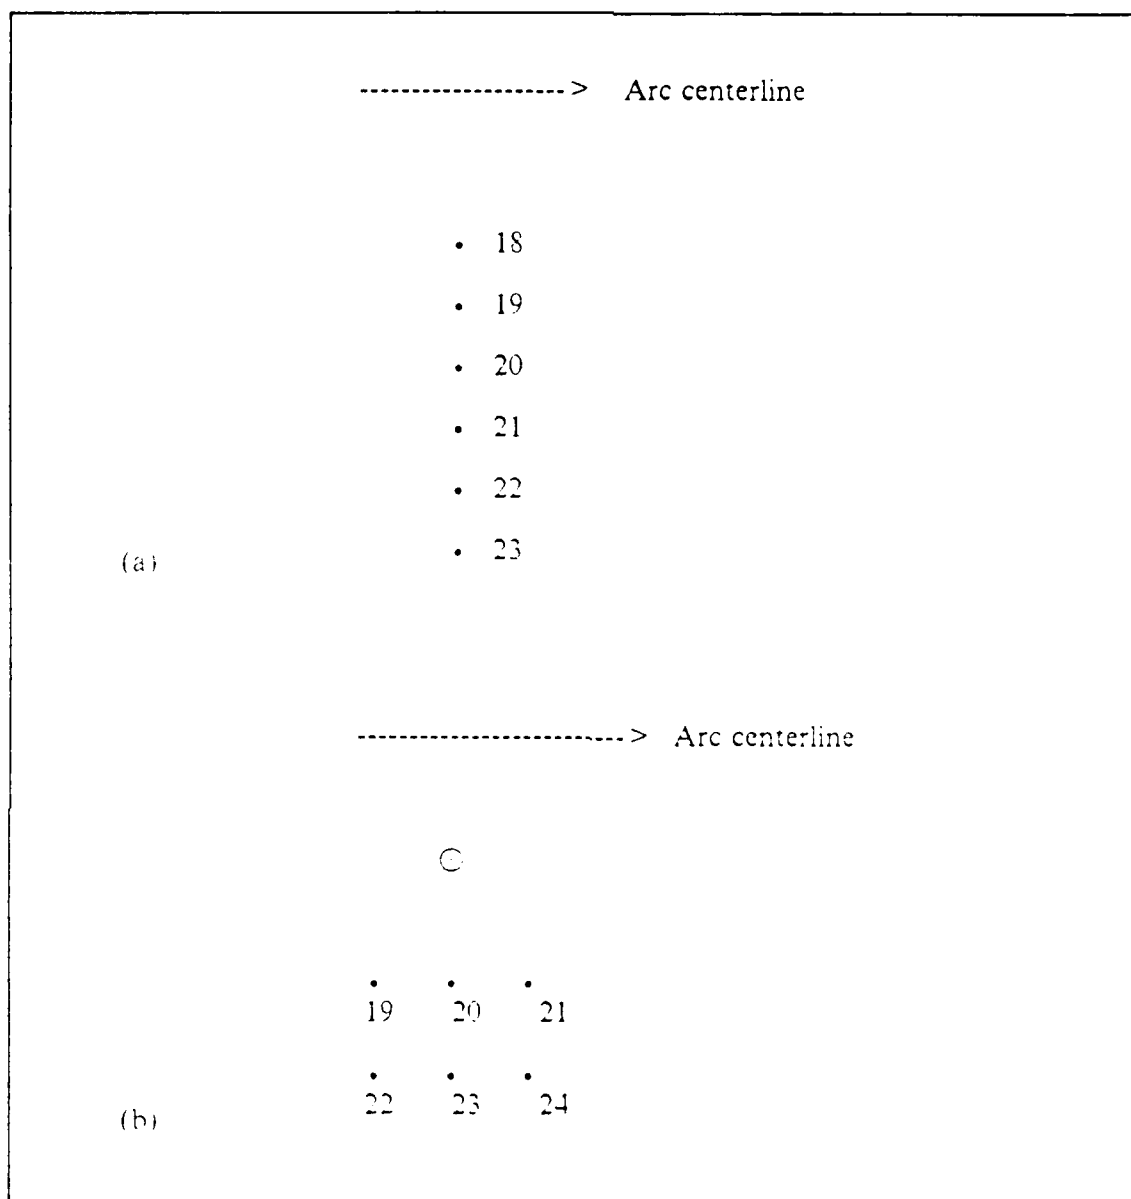 --------------------> Arc centerline
. 18
. 19
. 20
. 21
. 22
. 23
(a)
-------------------------> Arc centerline
. . .
19 20 21
. . .
22 23 24
(b)